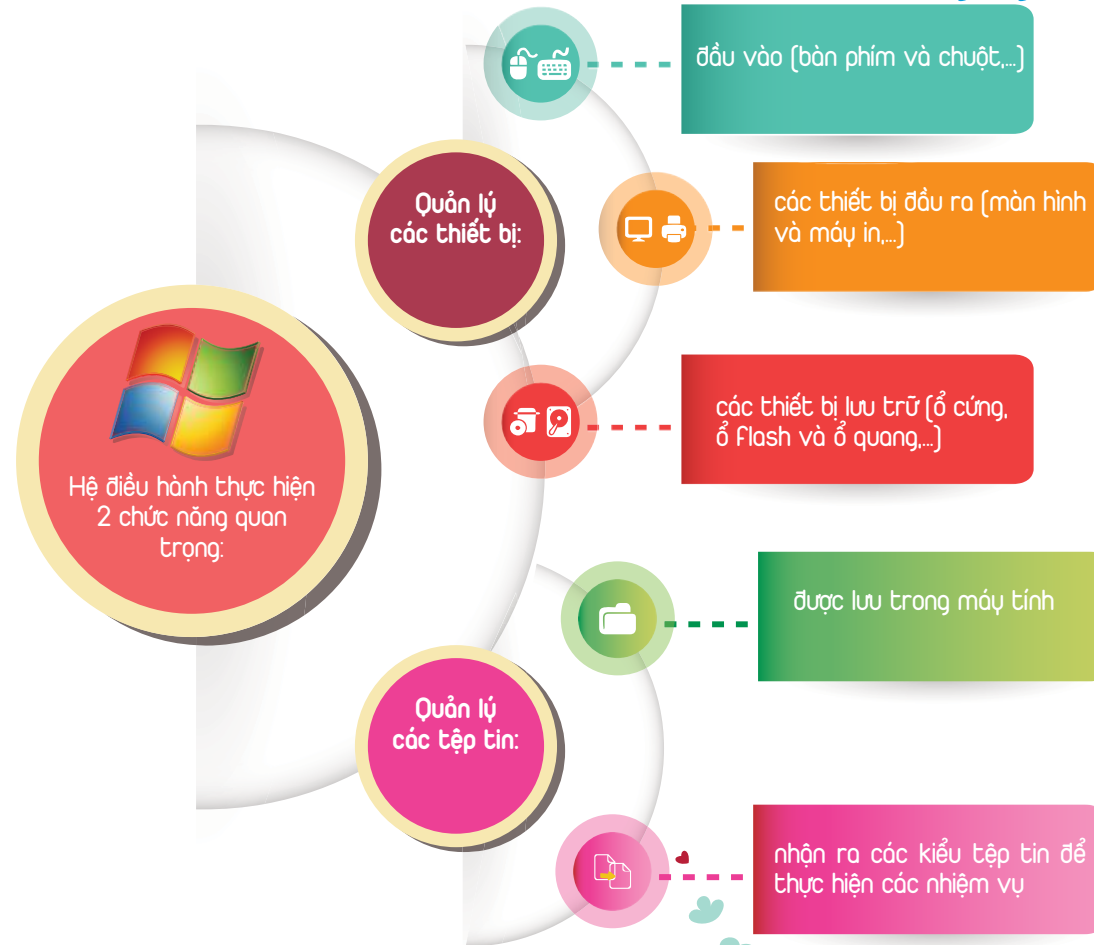 đầu vào (bàn phím và chuột,...)
Quản lý
các thiết bị:
các thiết bị đầu ra (màn hình
và máy in,...)
Hệ điều hành thực hiện
2 chức năng quan
trọng:
các thiết bị lưu trữ (ổ cứng,
ổ flash và ổ quang,...)
được lưu trong máy tính
Quản lý
các tệp tin:
nhận ra các kiểu tệp tin để
thực hiện các nhiệm vụ